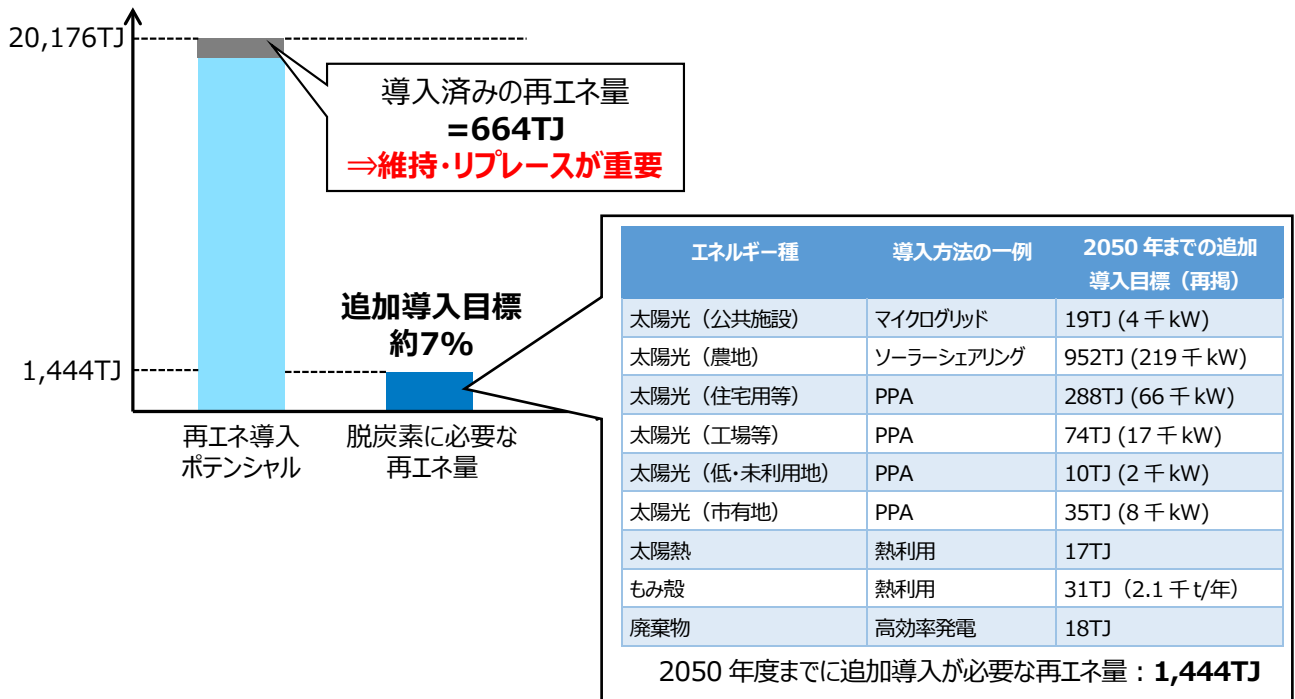 20,176TJ
導入済みの再エネ量
=664TJ
⇒維持・リプレースが重要
追加導入目標
約7%
1,444TJ
再エネ導入
ポテンシャル
脱炭素に必要な
再エネ量
エネルギー種 導入方法の一例 2050 年までの追加
導入目標（再掲）
太陽光（公共施設） マイクログリッド 19TJ (4 千 kW)
太陽光（農地） ソーラーシェアリング 952TJ (219 千 kW)
太陽光（住宅用等） PPA 288TJ (66 千 kW)
太陽光（工場等） PPA 74TJ (17 千 kW)
太陽光（低・未利用地） PPA 10TJ (2 千 kW)
太陽光（市有地） PPA 35TJ (8 千 kW)
太陽熱 熱利用 17TJ
もみ殻 熱利用 31TJ（2.1 千 t/年）
廃棄物 高効率発電 18TJ
2050 年度までに追加導入が必要な再エネ量：1,444TJ